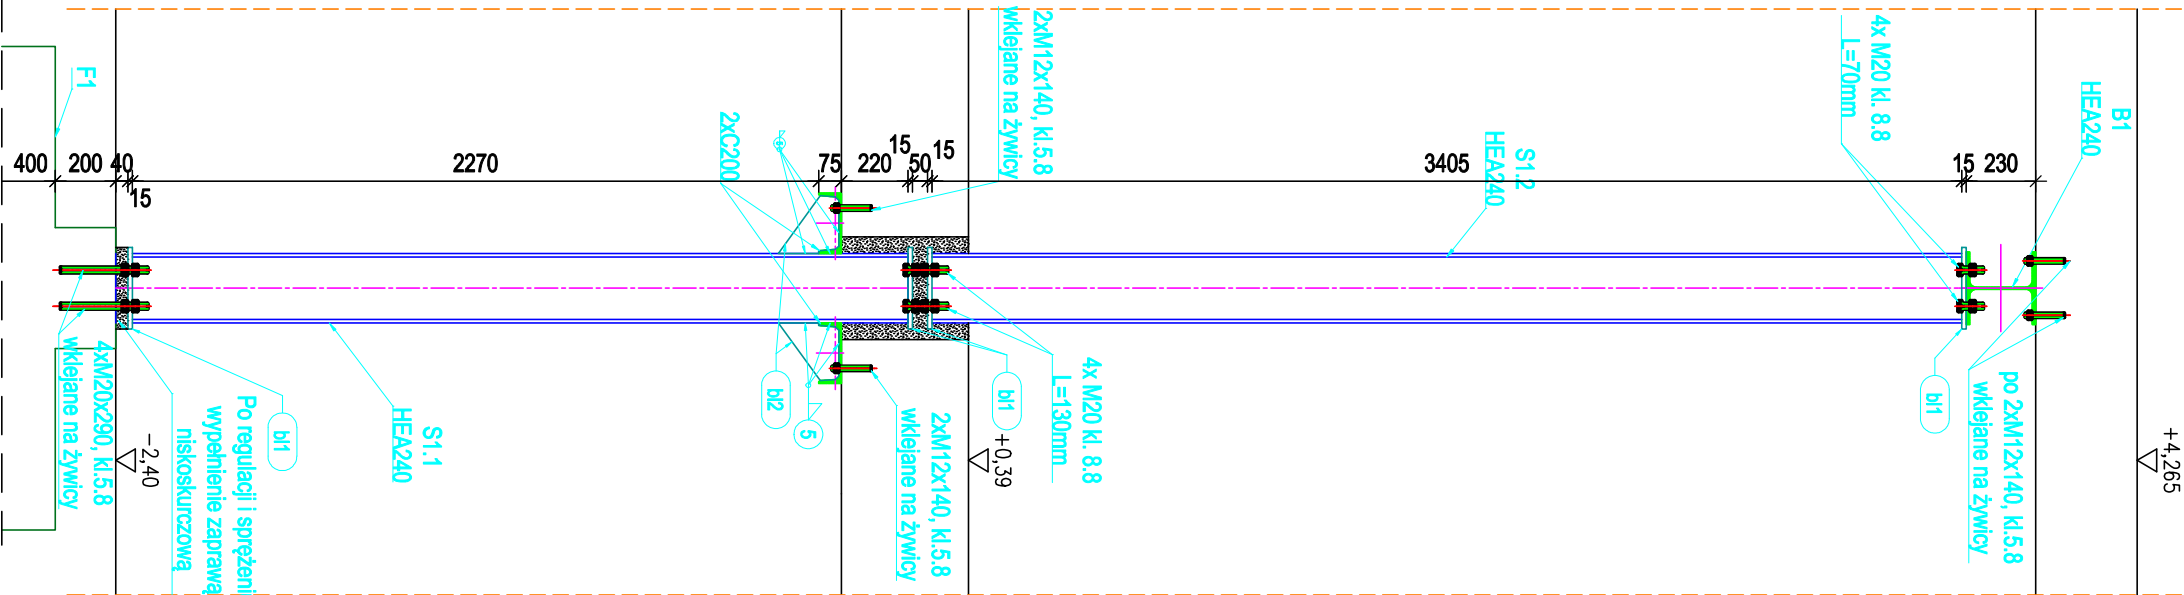 F1
400
200
40
15
2270
75
220
15
50
15
3405
15
230
2xC200
2xM12x140, kl.5.8
wklejane na żywicy
S1.2
HEA240
4x M20 kl. 8.8
L=70mm
B1
HEA240
+4,265
po 2xM12x140, kl.5.8
wklejane na żywicy
bl1
4x M20 kl. 8.8
L=130mm
bl1
+0,39
2xM12x140, kl.5.8
wklejane na żywicy
5
bl2
S1.1
HEA240
bl1
Po regulacji i sprężeni
wypełnienie zaprawą
niskoskurczową
-2,40
4xM20x290, kl.5.8
wklejane na żywicy